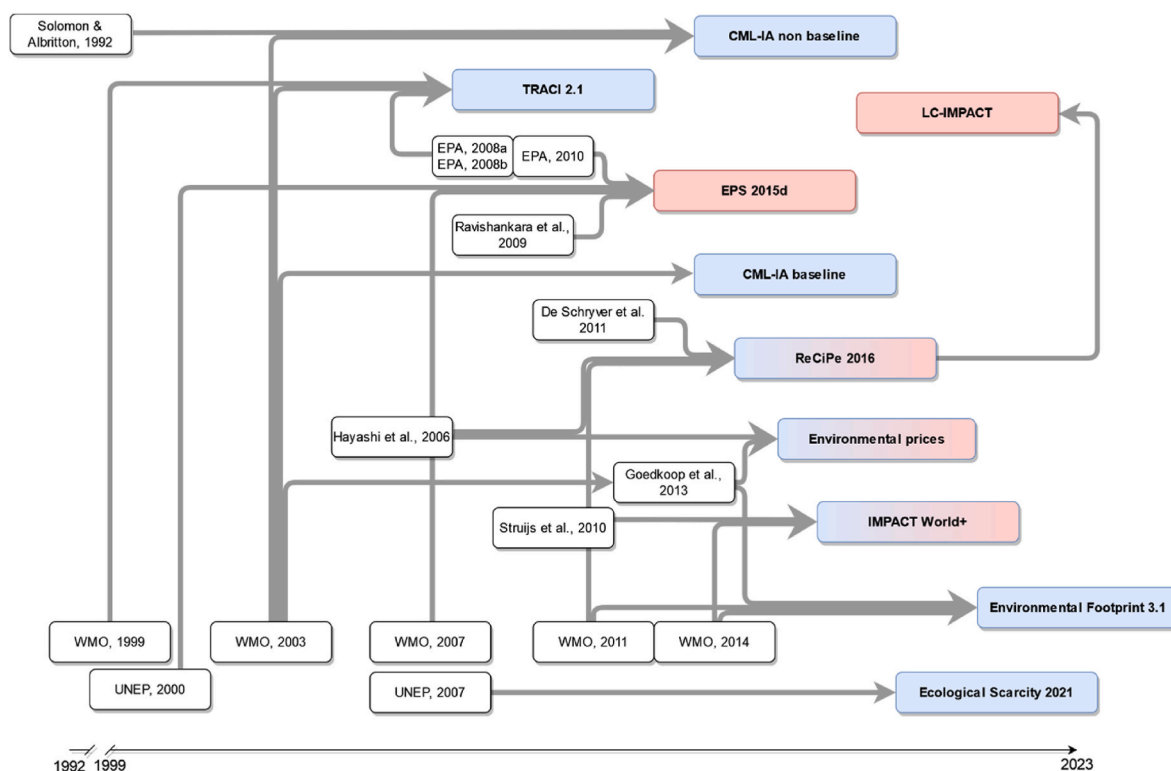 Solomon &
Albritton, 1992
CML-IA non baseline
TRACI 2.1
LC-IMPACT
EPA, 2008a
EPA, 2008b
EPA, 2010
EPS 2015d
Ravishankara et al.,
2009
CML-IA baseline
De Schryver et al.
2011
ReCiPe 2016
Hayashi et al., 2006
Environmental prices
Goedkoop et al.,
2013
Struijs et al., 2010
IMPACT World+
Environmental Footprint 3.1
WMO, 1999
WMO, 2003
WMO, 2007
WMO, 2011
WMO, 2014
UNEP, 2000
UNEP, 2007
Ecological Scarcity 2021
1992
1999
2023